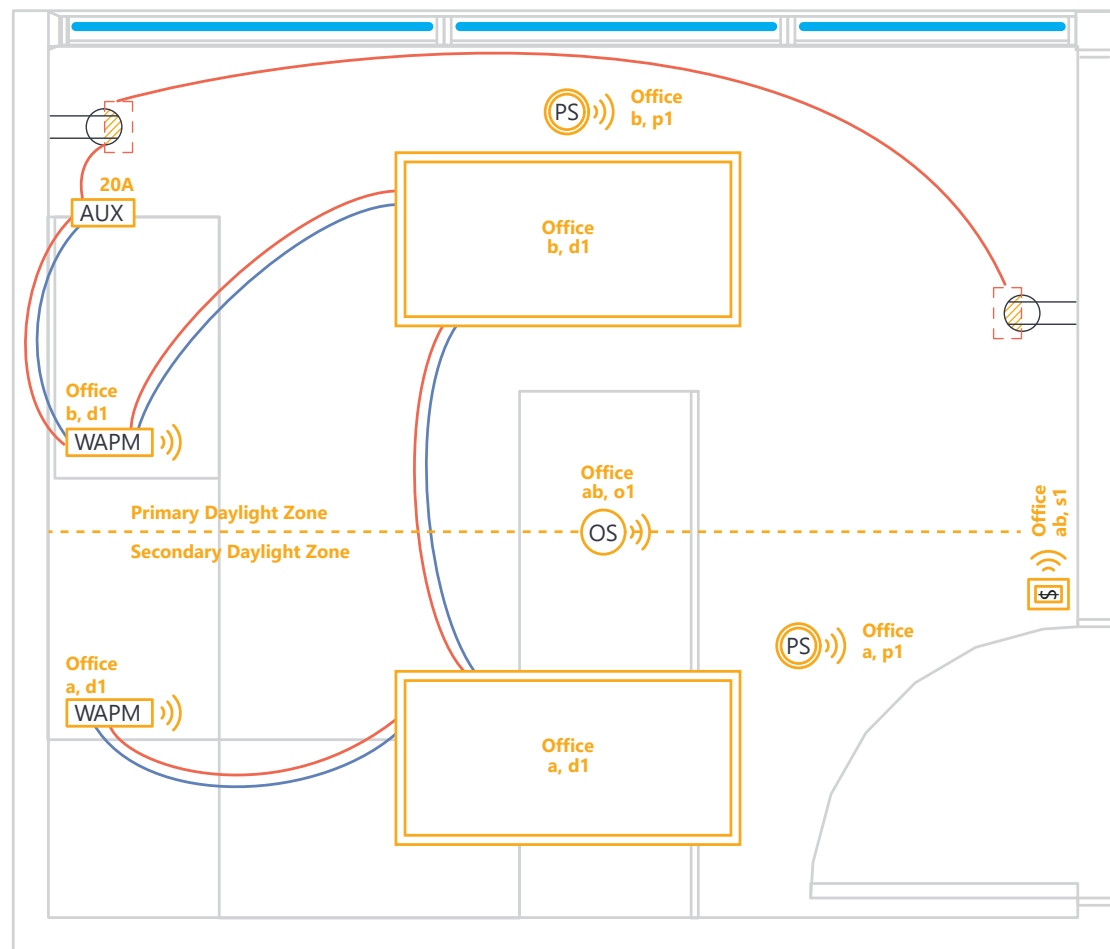 PS
Office
b, p1
20A
AUX
Office
b, d1
Office
b, d1
WAPM
Office
ab, o1
Office
ab, s1
Primary Daylight Zone
OS
Secondary Daylight Zone
$
PS
Office
a, p1
Office
a, d1
WAPM
Office
a, d1